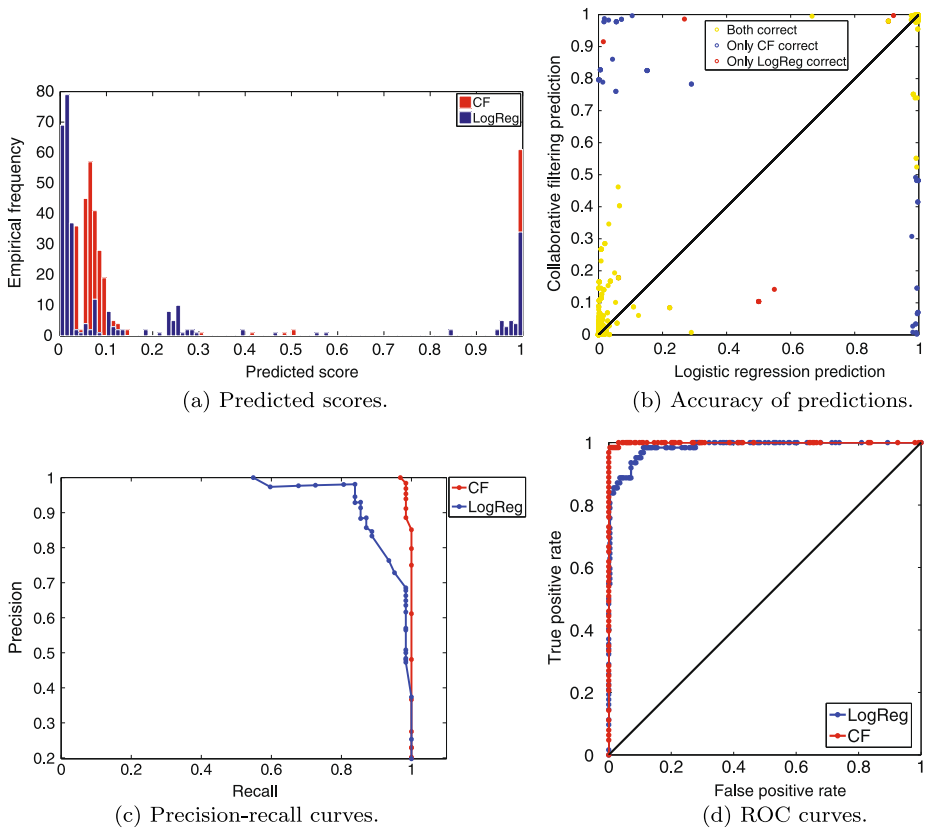 80
70
60
50
40
30
20
10
0
Empirical frequency
CF
LogReg
0 0.1 0.2 0.3 0.4 0.5 0.6 0.7 0.8 0.9 1
Predicted score
(a) Predicted scores.
1
0.9
0.8
0.7
0.6
0.5
0.4
0.3
0.2
0.1
0
Collaborative filtering prediction
Both correct
Only CF correct
Only LogReg correct
0 0.2 0.4 0.6 0.8 1
Logistic regression prediction
(b) Accuracy of predictions.
1
0.9
0.8
0.7
0.6
0.5
0.4
0.3
0.2
Precision
CF
LogReg
0 0.2 0.4 0.6 0.8 1
Recall
(c) Precision-recall curves.
1
0.8
0.6
0.4
0.2
0
True positive rate
LogReg
CF
0 0.2 0.4 0.6 0.8 1
False positive rate
(d) ROC curves.